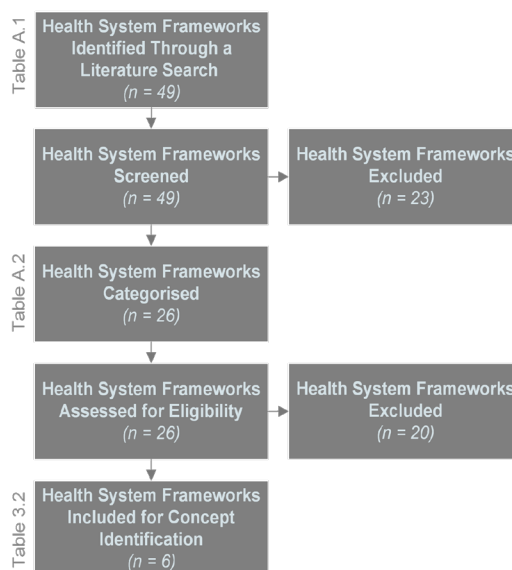 Table A.1
Health System Frameworks
Identified Through a
Literature Search
(n = 49)
Health System Frameworks
Screened
(n = 49)
Health System Frameworks
Excluded
(n = 23)
Table A.2
Health System Frameworks
Categorised
(n = 26)
Health System Frameworks
Assessed for Eligibility
(n = 26)
Health System Frameworks
Excluded
(n = 20)
Table 3.2
Health System Frameworks
Included for Concept
Identification
(n = 6)